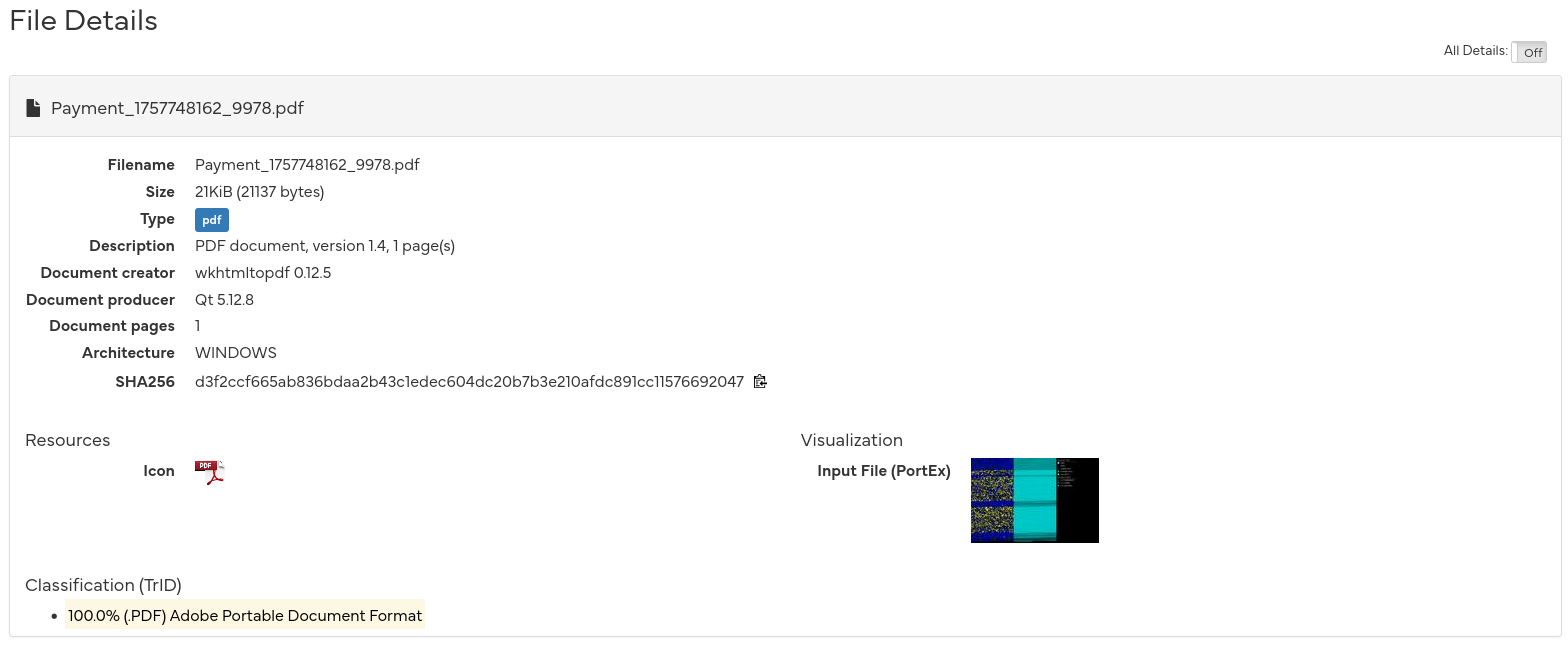 File Details
All Details: Off
Payment_1757748162_9978.pdf
Filename Payment_1757748162_9978.pdf
Size 21KiB (21137 bytes)
Type pdf
Description PDF document, version 1.4, 1 page(s)
Document creator wkhtmltopdf 0.12.5
Document producer Qt 5.12.8
Document pages 1
Architecture WINDOWS
SHA256 d3f2ccf665ab836bdaa2b43c1edec604dc20b7b3e210afdc891cc11576692047
Resources
Icon PDF
Visualization
Input File (PortEx)
Classification (TrID)
• 100.0% (.PDF) Adobe Portable Document Format